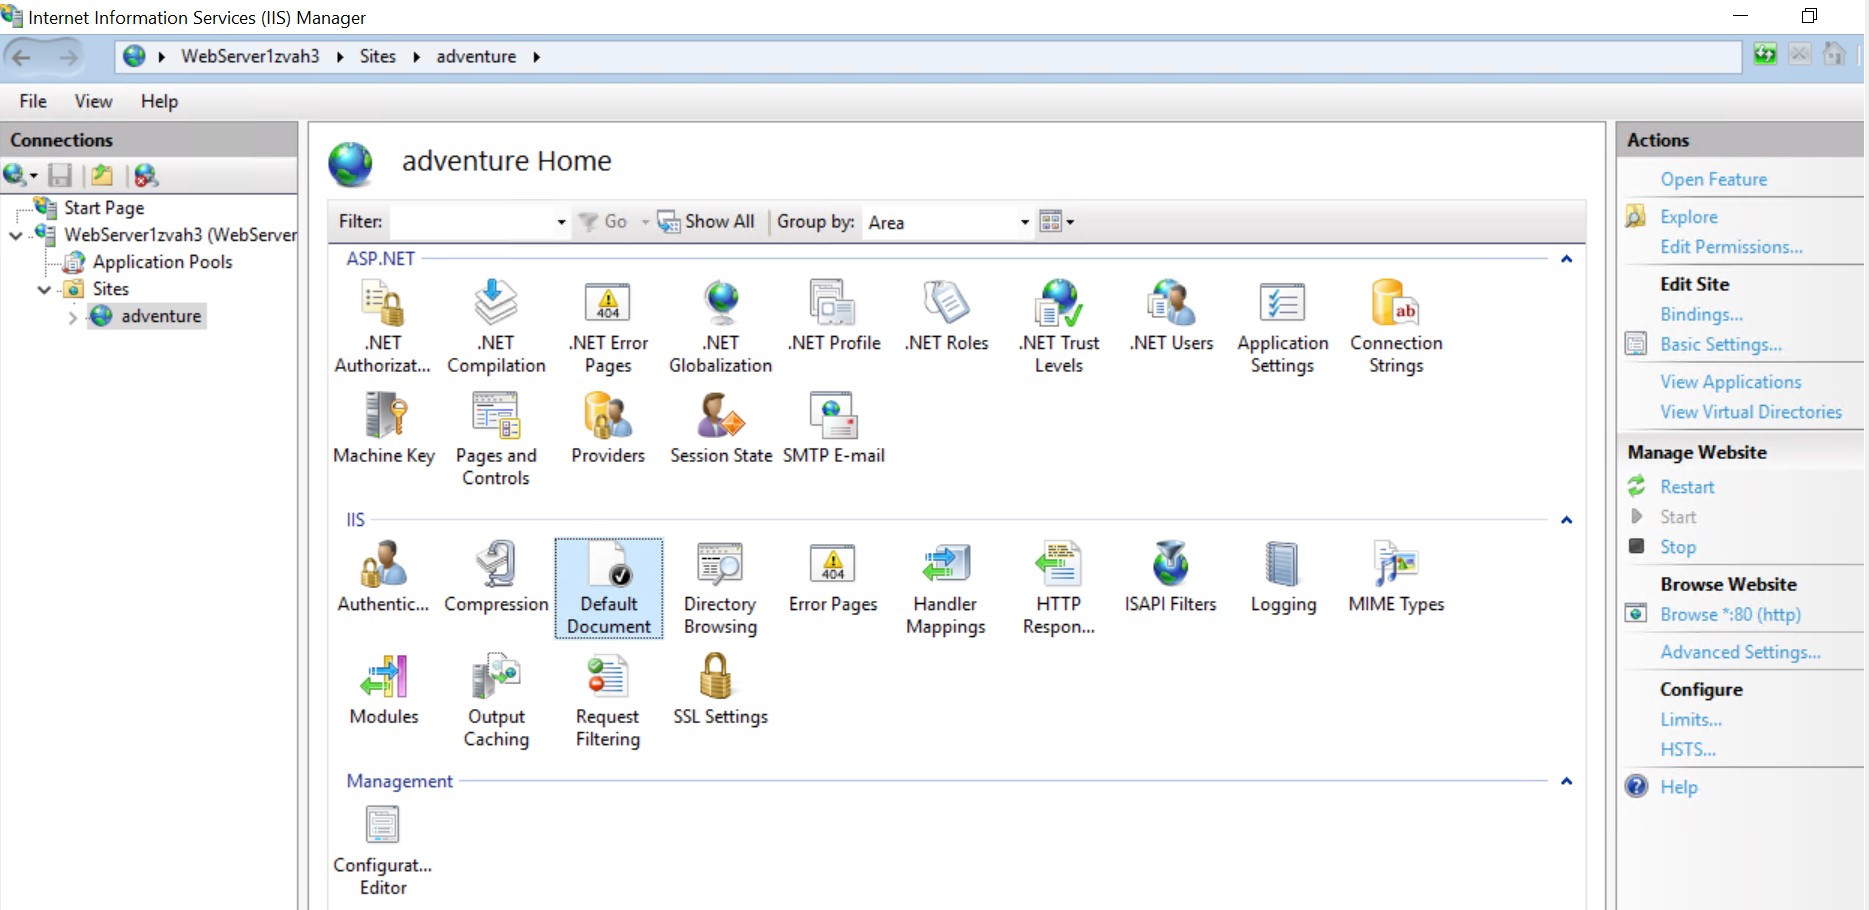 Internet Information Services (IIS) Manager
WebServer1zvah3 Sites adventure
File View Help
Connections
Start Page
WebServer1zvah3 (WebServer
Application Pools
Sites
adventure
adventure Home
Filter: Go Show All Group by: Area
ASP.NET
.NET Authorizat...
.NET Compilation
.NET Error Pages
404
.NET Globalization
.NET Profile
.NET Roles
.NET Trust Levels
.NET Users
Application Settings
Connection Strings
ab
Machine Key
Pages and Controls
Providers
Session State
SMTP E-mail
IIS
Authentic...
Compression
Default Document
Directory Browsing
Error Pages
404
Handler Mappings
HTTP Respon...
ISAPI Filters
Logging
MIME Types
Modules
Output Caching
Request Filtering
SSL Settings
Management
Configurat... Editor
Actions
Open Feature
Explore
Edit Permissions...
Edit Site
Bindings...
Basic Settings...
View Applications
View Virtual Directories
Manage Website
Restart
Start
Stop
Browse Website
Browse *:80 (http)
Advanced Settings...
Configure
Limits...
HSTS...
Help